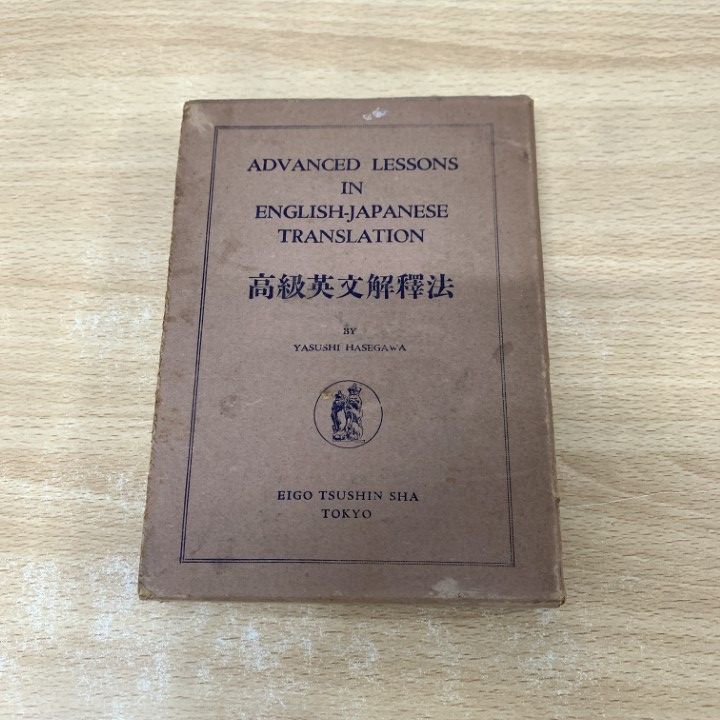 ADVANCED LESSONS
IN
ENGLISH-JAPANESE
TRANSLATION
高級英文解釋法
BY
YASUSHI HASEGAWA
EIGO TSUSHIN SHA
TOKYO